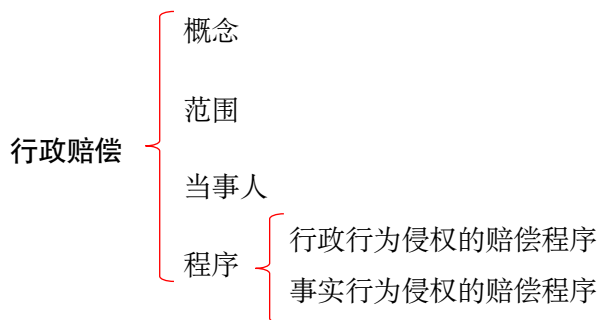 概念
范围
行政赔偿
当事人
行政行为侵权的赔偿程序
程序
事实行为侵权的赔偿程序